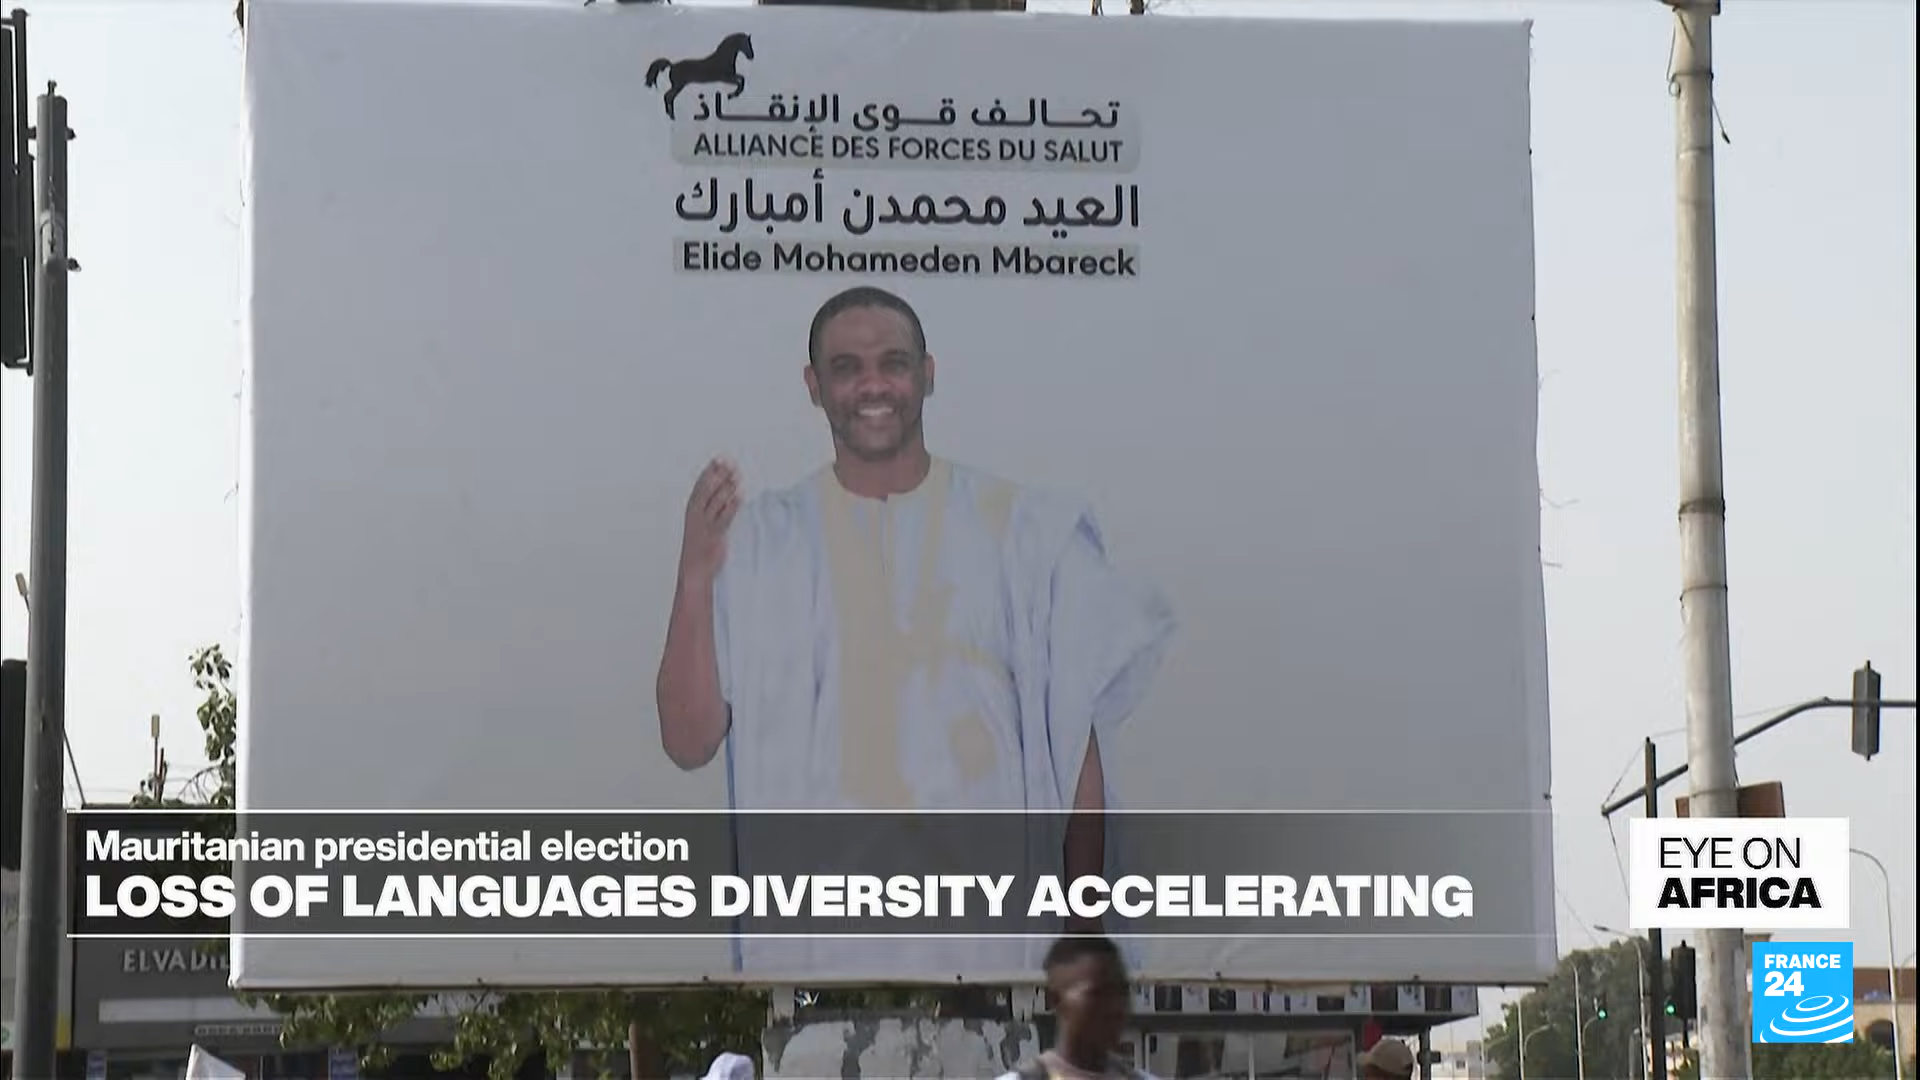 تحالف قوى الإنقاذ
ALLIANCE DES FORCES DU SALUT
العيد محمدن أمبارك
Elide Mohameden Mbareck
Mauritanian presidential election
LOSS OF LANGUAGES DIVERSITY ACCELERATING
EYE ON
AFRICA
FRANCE
24